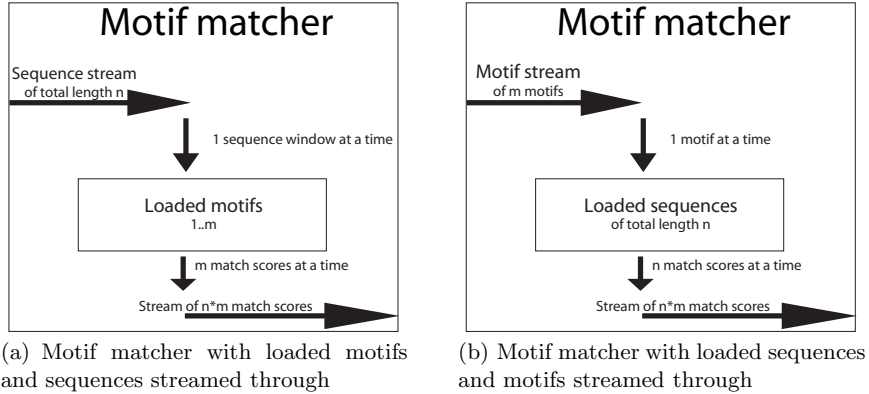 Motif matcher
Sequence stream
of total length n
1 sequence window at a time
Loaded motifs
1..m
m match scores at a time
Stream of n*m match scores
(a) Motif matcher with loaded motifs
and sequences streamed through
Motif matcher
Motif stream
of m motifs
1 motif at a time
Loaded sequences
of total length n
n match scores at a time
Stream of n*m match scores
(b) Motif matcher with loaded sequences
and motifs streamed through